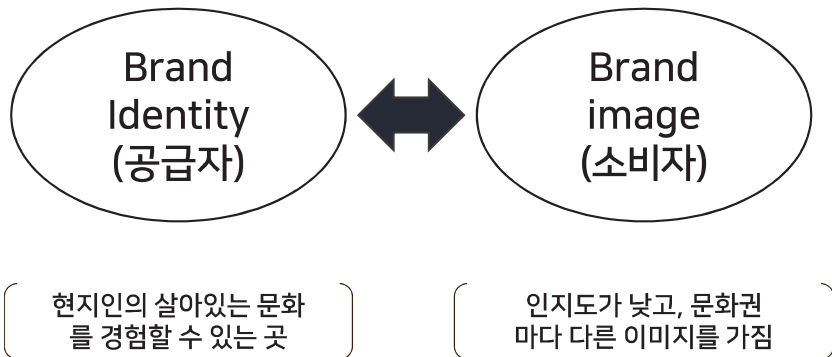 Brand
Identity
(공급자)
Brand
image
(소비자)
현지인의 살아있는 문화
를 경험할 수 있는 곳
인지도가 낮고, 문화권
마다 다른 이미지를 가짐